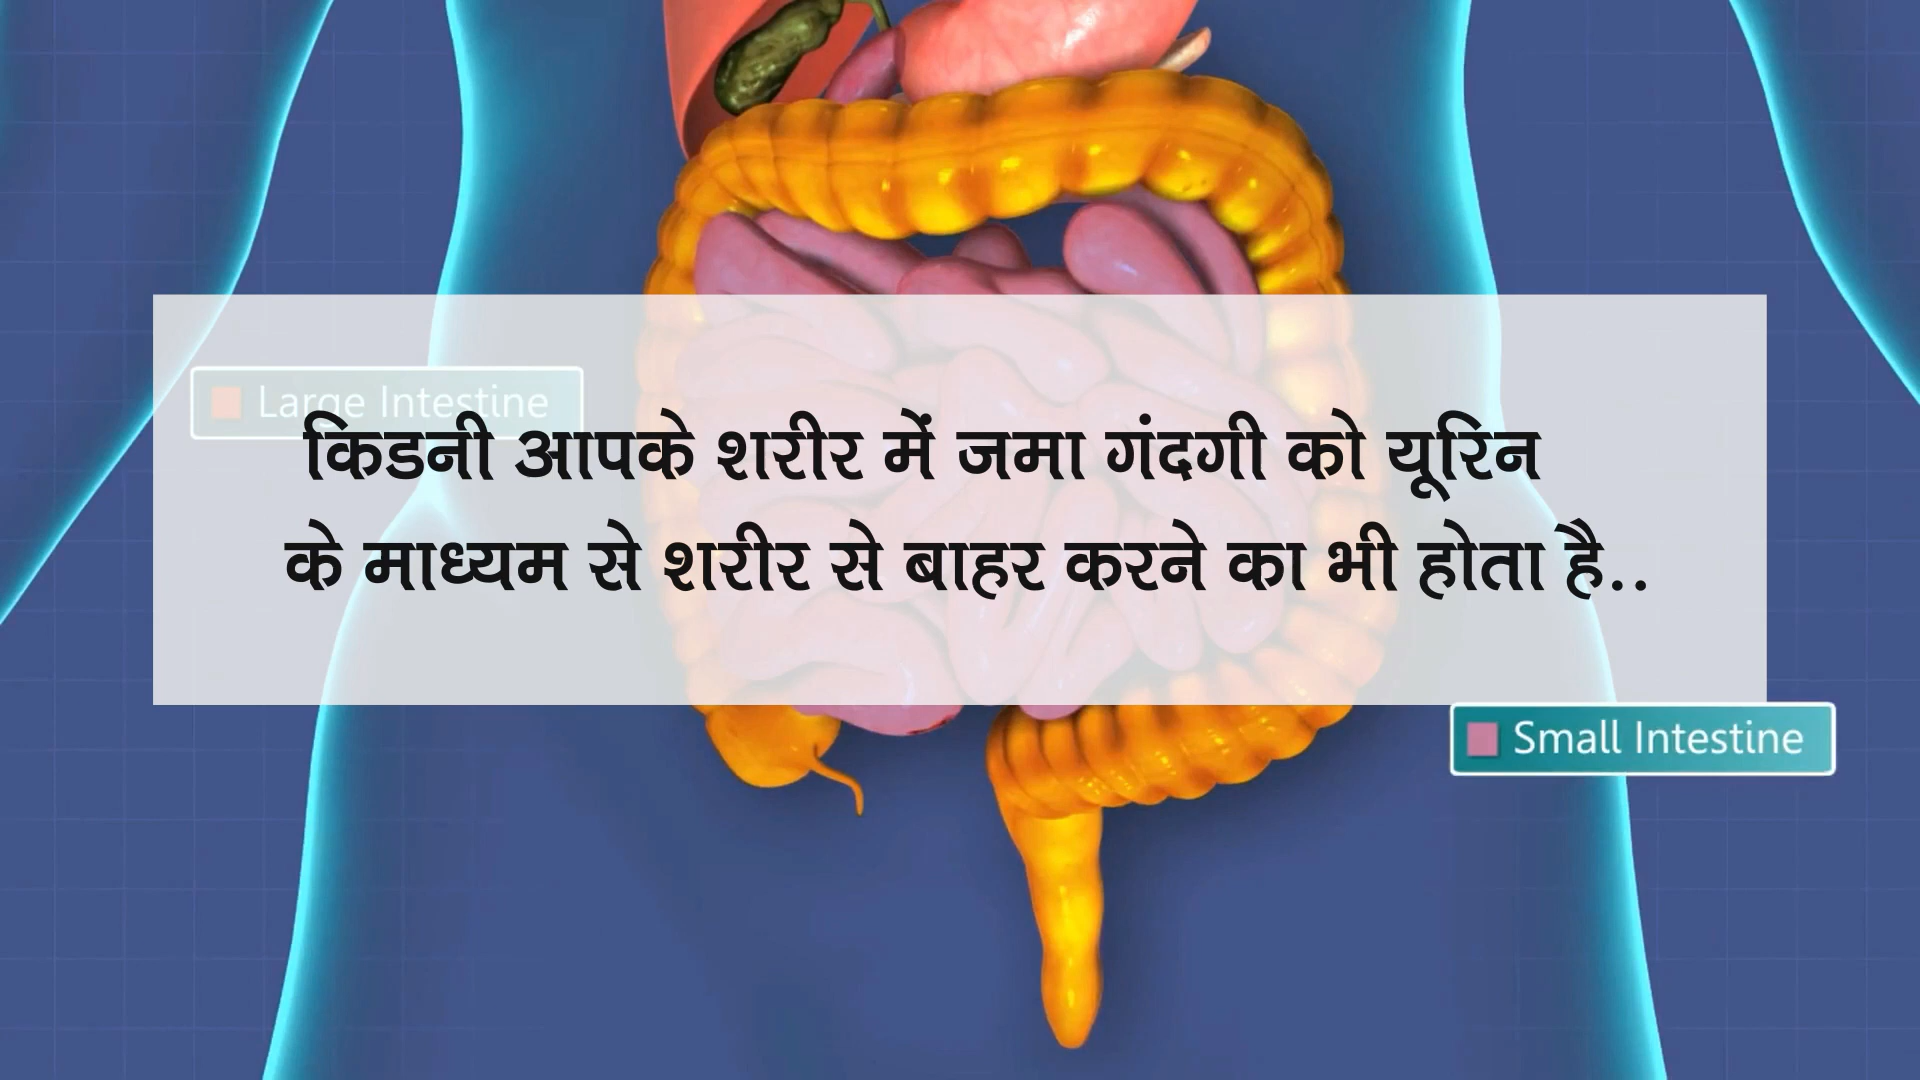 Large Intestine
किडनी आपके शरीर में जमा गंदगी को यूरिन
के माध्यम से शरीर से बाहर करने का भी होता है..
Small Intestine